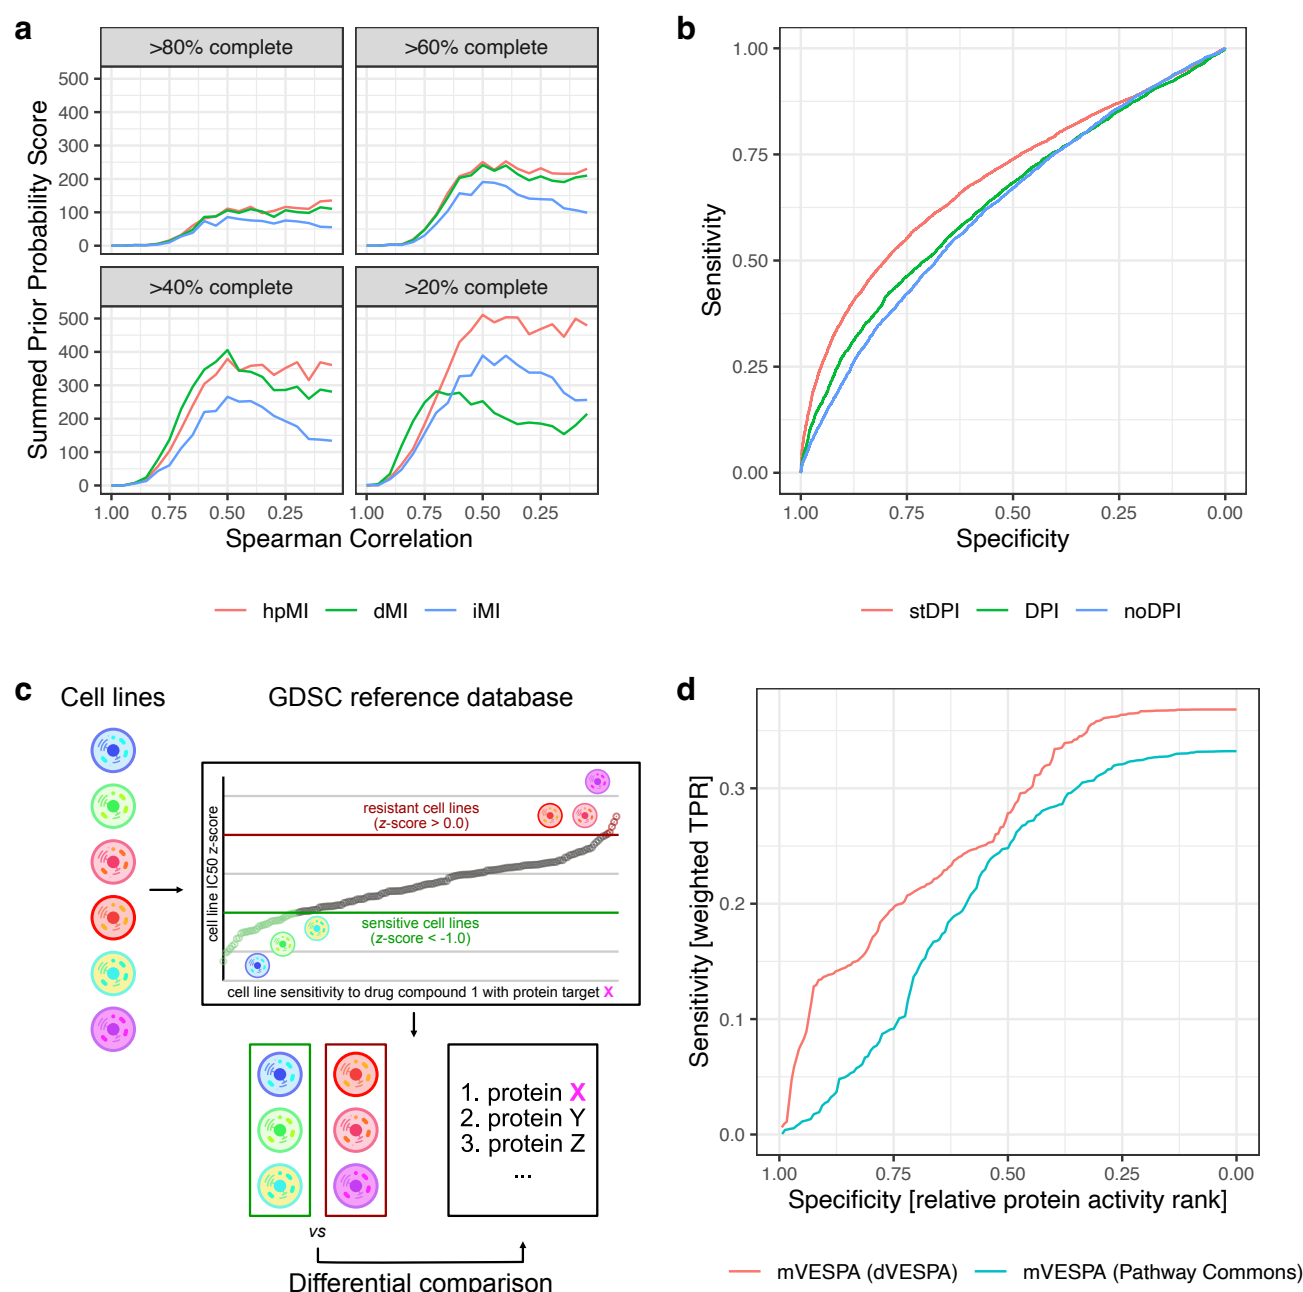 a
>80% complete
>60% complete
500
400
300
200
100
0
>40% complete
>20% complete
500
400
300
200
100
0
1.00 0.75 0.50 0.25
1.00 0.75 0.50 0.25
Summed Prior Probability Score
Spearman Correlation
hpMI dMI iMI
b
1.00
0.75
0.50
0.25
0.00
Sensitivity
1.00 0.75 0.50 0.25 0.00
Specificity
stDPI DPI noDPI
c
Cell lines
GDSC reference database
cell line IC50 z-score
resistant cell lines
(z-score > 0.0)
sensitive cell lines
(z-score < -1.0)
cell line sensitivity to drug compound 1 with protein target X
1. protein X
2. protein Y
3. protein Z
...
vs
Differential comparison
d
0.3
0.2
0.1
0.0
Sensitivity [weighted TPR]
1.00 0.75 0.50 0.25 0.00
Specificity [relative protein activity rank]
mVESPA (dVESPA) mVESPA (Pathway Commons)